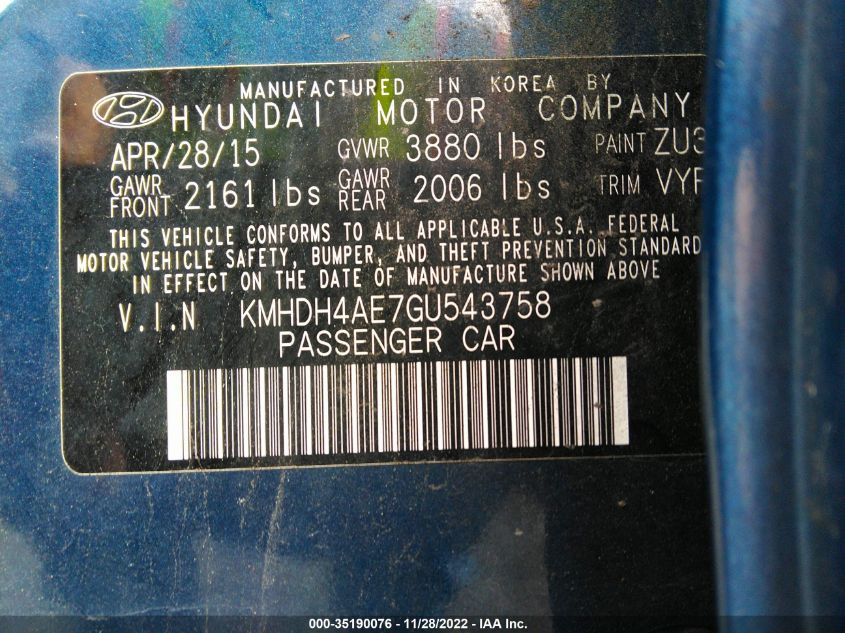 MANUFACTURED IN KOREA BY
HYUNDAI MOTOR COMPANY
APR/28/15 GVWR 3880 lbs PAINT ZU3
GAWR FRONT 2161 lbs GAWR REAR 2006 lbs TRIM VYF
THIS VEHICLE CONFORMS TO ALL APPLICABLE U.S.A. FEDERAL
MOTOR VEHICLE SAFETY, BUMPER, AND THEFT PREVENTION STANDARD
IN EFFECT ON THE DATE OF MANUFACTURE SHOWN ABOVE
V.I.N KMHDH4AE7GU543758
PASSENGER CAR
000-35190076 - 11/28/2022 - IAA Inc.